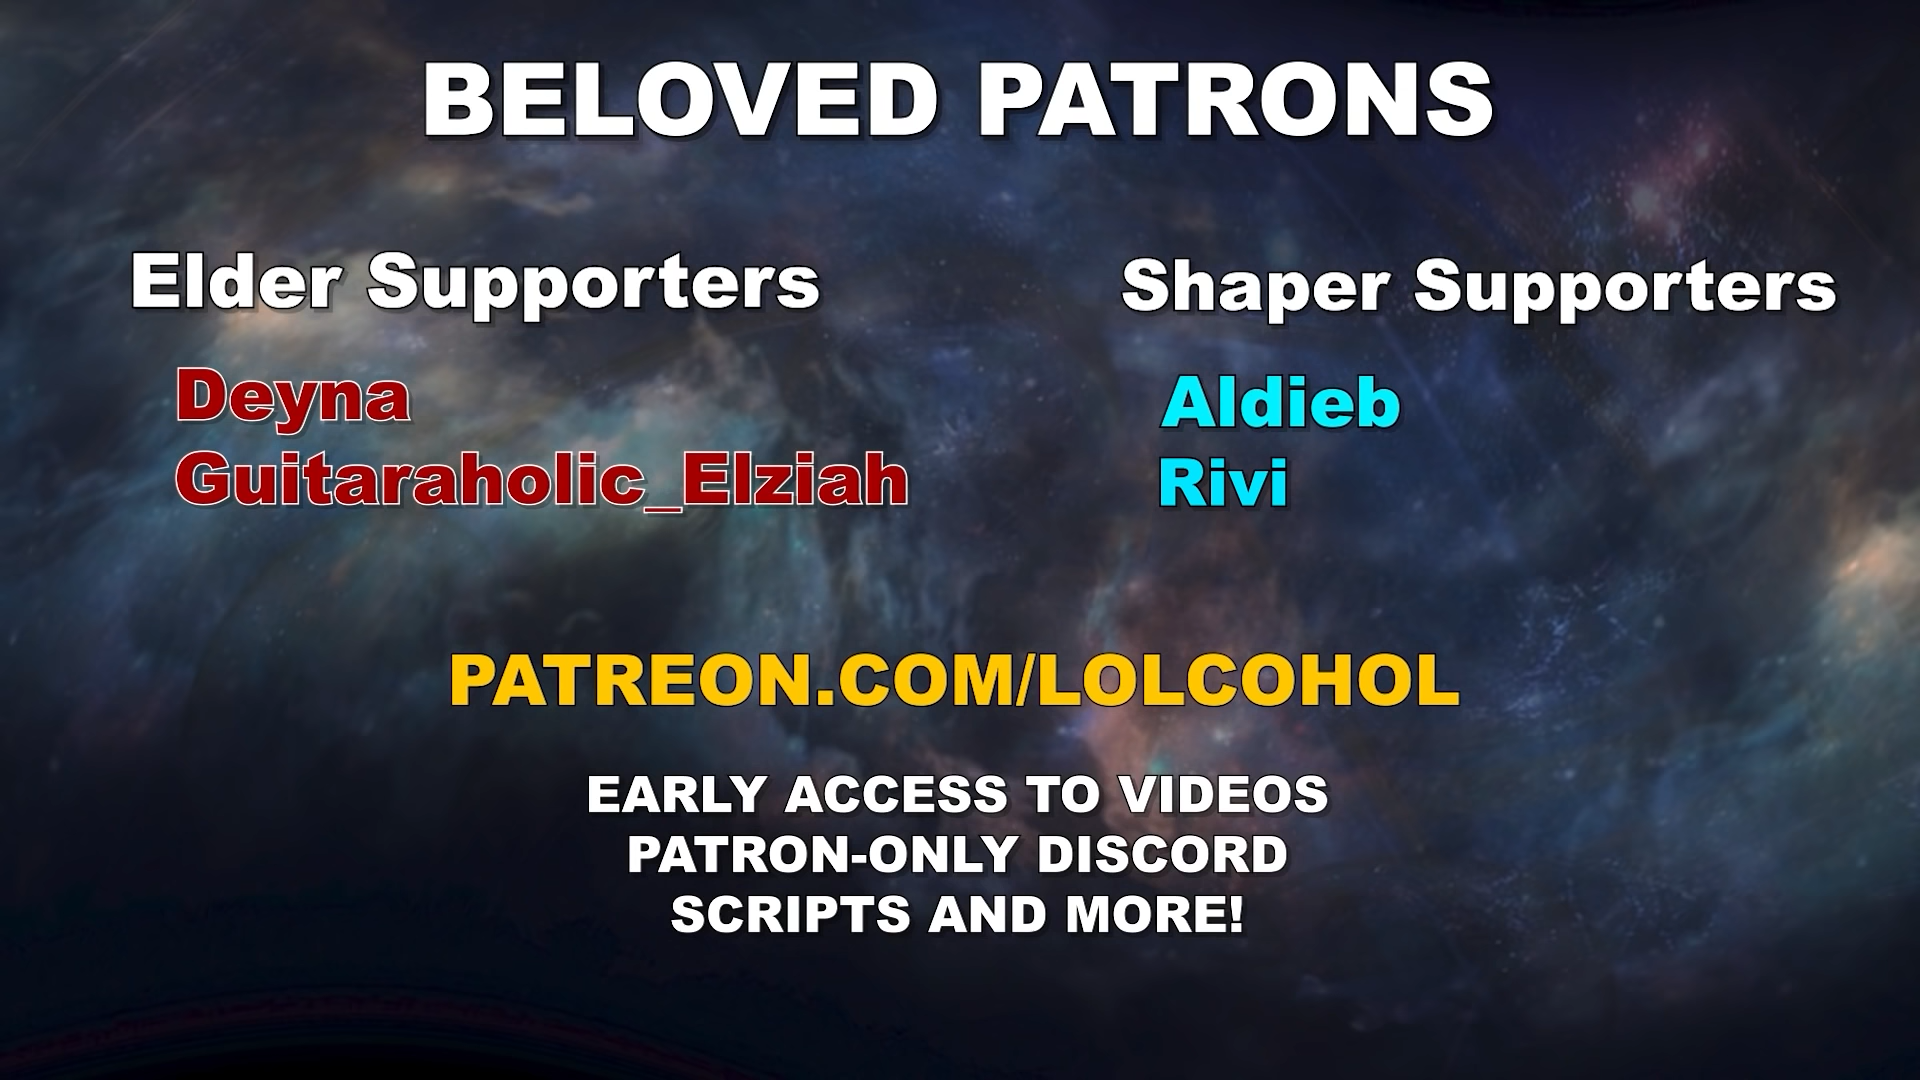 BELOVED PATRONS
Elder Supporters
Deyna
Guitaraholic_Elziah
Shaper Supporters
Aldieb
Rivi
PATREON.COM/LOLCOHOL
EARLY ACCESS TO VIDEOS
PATRON-ONLY DISCORD
SCRIPTS AND MORE!